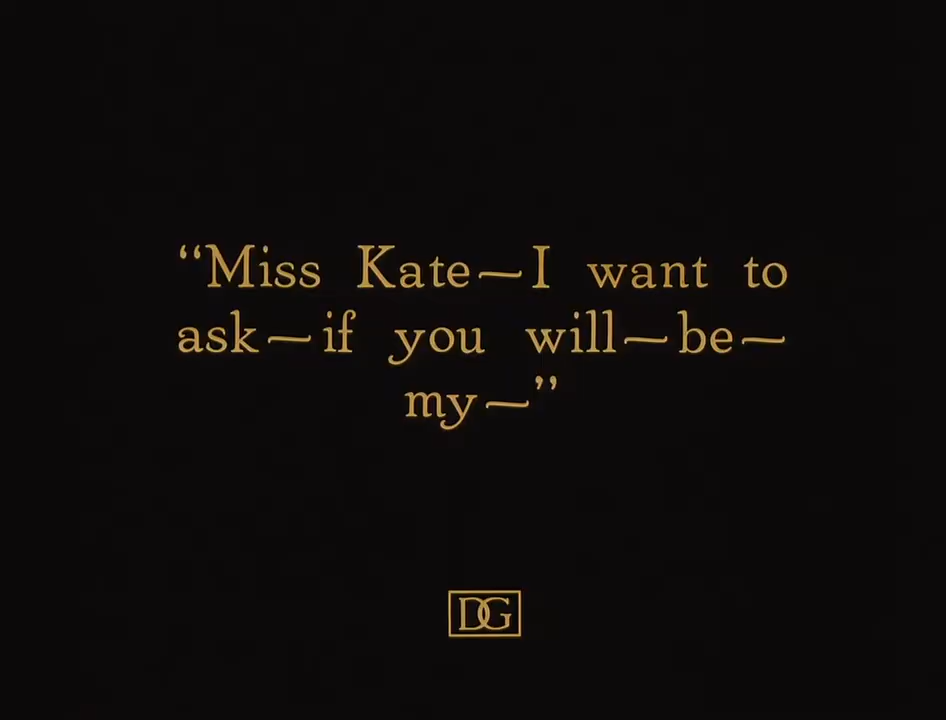 “Miss Kate—I want to
ask—if you will—be—
my—”
DG